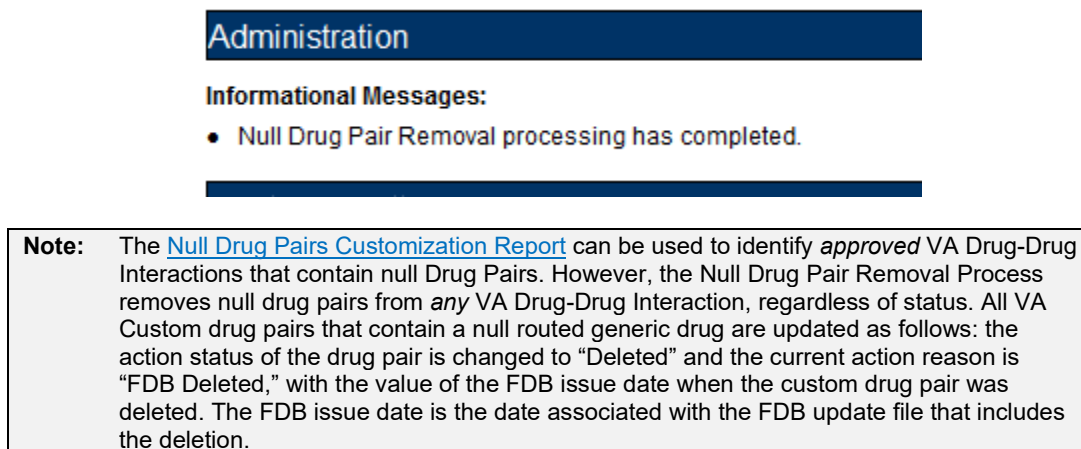 Administration
Informational Messages:
● Null Drug Pair Removal processing has completed.
Note: The Null Drug Pairs Customization Report can be used to identify approved VA Drug-Drug
Interactions that contain null Drug Pairs. However, the Null Drug Pair Removal Process
removes null drug pairs from any VA Drug-Drug Interaction, regardless of status. All VA
Custom drug pairs that contain a null routed generic drug are updated as follows: the
action status of the drug pair is changed to “Deleted” and the current action reason is
“FDB Deleted,” with the value of the FDB issue date when the custom drug pair was
deleted. The FDB issue date is the date associated with the FDB update file that includes
the deletion.